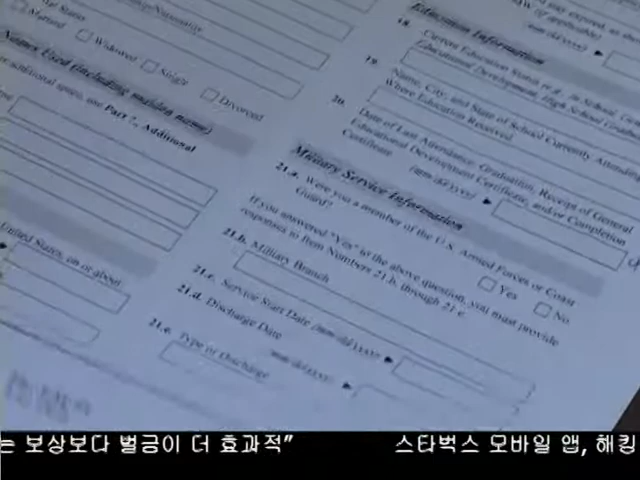 Married
Widowed
Single
Divorced
Names Used (including maiden name)
additional space, use Part 7., Additional
United States, on or about
Education Information
18.
Current Education Status
Educational Development, High School
19.
Name, City, and State of School Currently Attending
Where Education Received
20.
Date of Last Attendance, Graduation, Receipt of General
Educational Development Certificate, and/or Completion
Certificate
(mm/dd/yyyy)
Military Service Information
21.a. Were you a member of the U.S. Armed Forces or Coast
Guard?
Yes
No
If you answered "Yes" to the above question, you must provide
responses to Item Numbers 21.b. through 21.e.
21.b. Military Branch
21.c. Service Start Date (mm/dd/yyyy)
21.d. Discharge Date
(mm/dd/yyyy)
21.e. Type of Discharge
는 보상보다 벌금이 더 효과적” 스타벅스 모바일 앱, 해킹